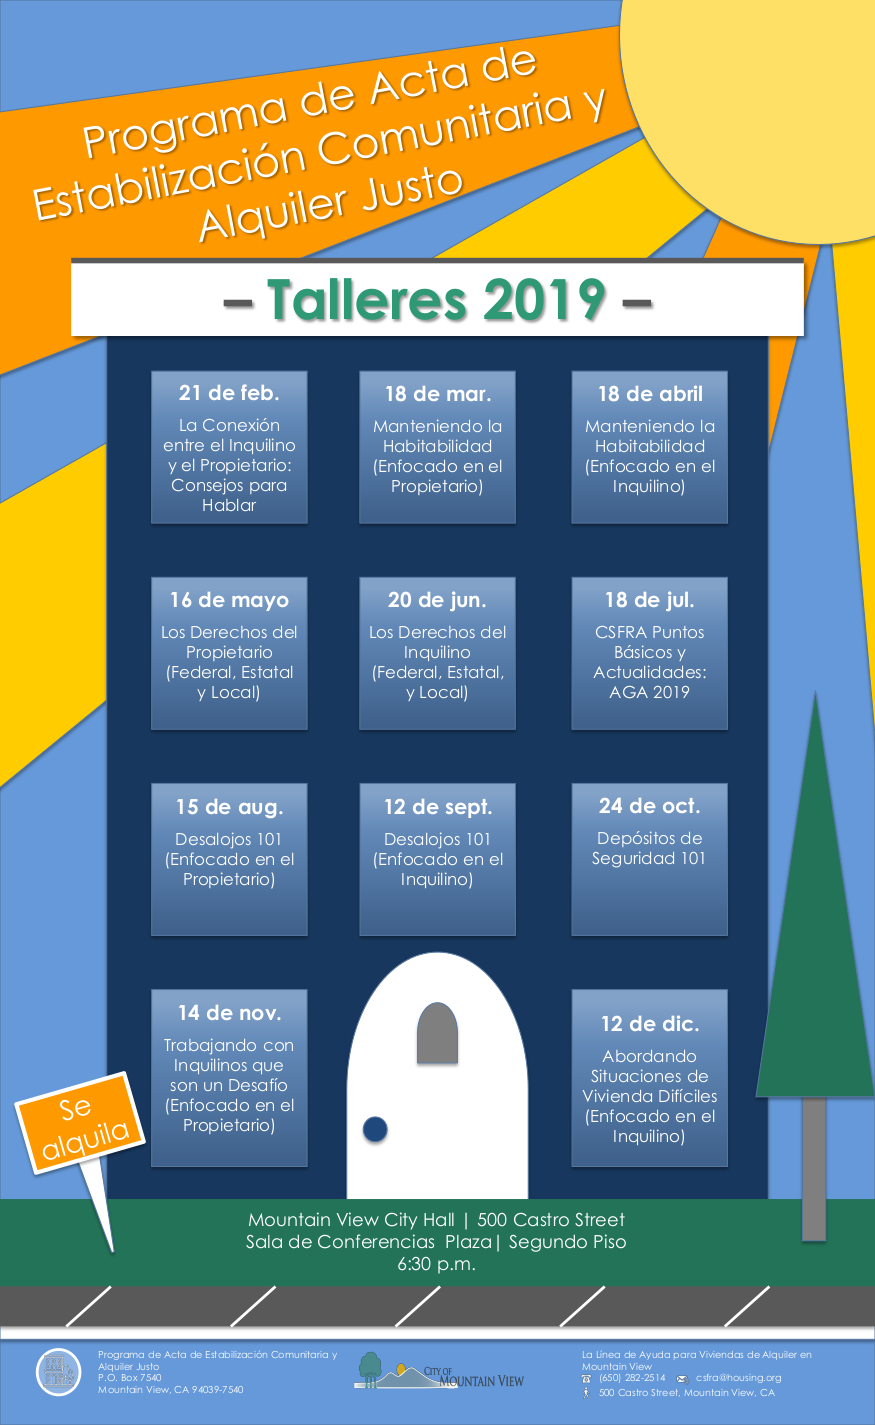 Programa de Acta de
Estabilización Comunitaria y
Alquiler Justo
– Talleres 2019 –
21 de feb.
La Conexión
entre el Inquilino
y el Propietario:
Consejos para
Hablar
18 de mar.
Manteniendo la
Habitabilidad
(Enfocado en el
Propietario)
18 de abril
Manteniendo la
Habitabilidad
(Enfocado en el
Inquilino)
16 de mayo
Los Derechos del
Propietario
(Federal, Estatal
y Local)
20 de jun.
Los Derechos del
Inquilino
(Federal, Estatal,
y Local)
18 de jul.
CSFRA Puntos
Básicos y
Actualidades:
AGA 2019
15 de aug.
Desalojos 101
(Enfocado en el
Propietario)
12 de sept.
Desalojos 101
(Enfocado en el
Inquilino)
24 de oct.
Depósitos de
Seguridad 101
14 de nov.
Trabajando con
Inquilinos que
son un Desafío
(Enfocado en el
Propietario)
12 de dic.
Abordando
Situaciones de
Vivienda Difíciles
(Enfocado en el
Inquilino)
Se
alquila
Mountain View City Hall | 500 Castro Street
Sala de Conferencias Plaza| Segundo Piso
6:30 p.m.
Programa de Acta de Estabilización Comunitaria y
Alquiler Justo
P.O. Box 7540
Mountain View, CA 94039-7540
CITY OF
MOUNTAIN VIEW
La Línea de Ayuda para Viviendas de Alquiler en
Mountain View
(650) 282-2514 csfra@housing.org
500 Castro Street, Mountain View, CA